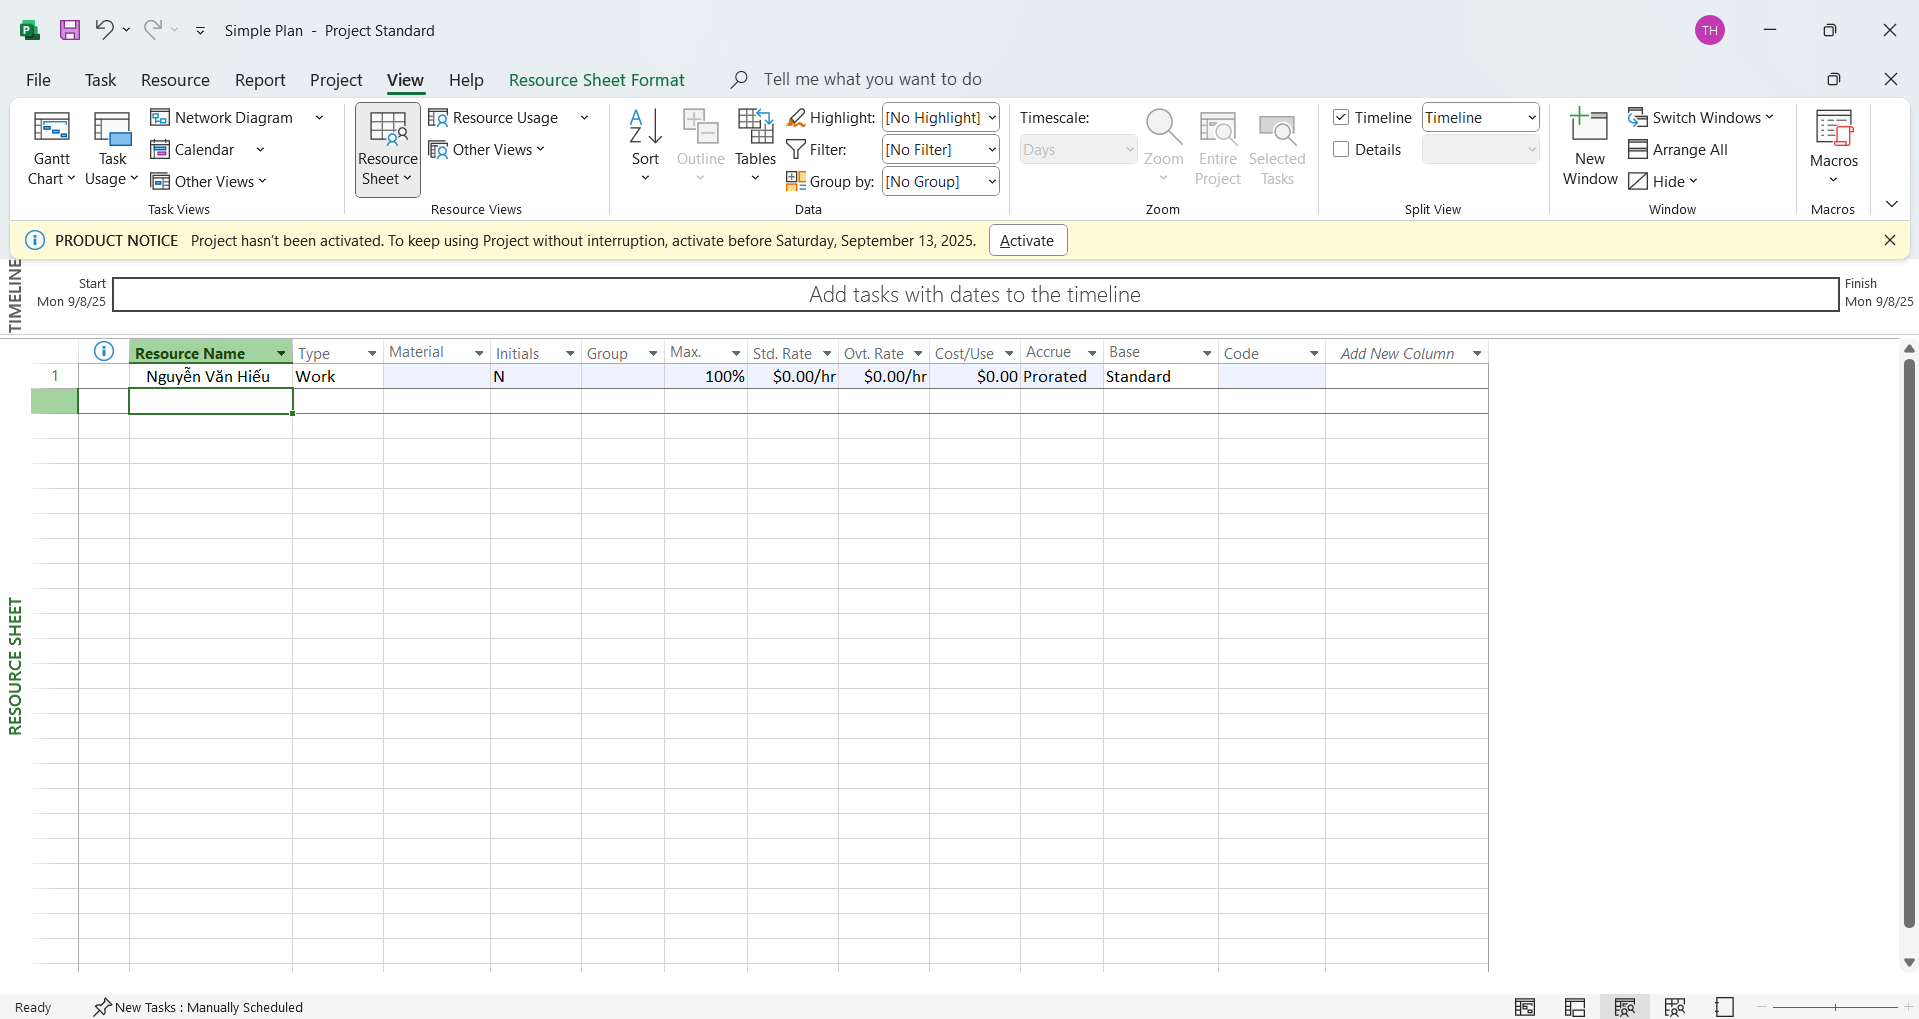 Simple Plan - Project Standard
TH
File Task Resource Report Project View Help Resource Sheet Format Tell me what you want to do
Gantt Chart
Task Usage
Network Diagram
Calendar
Other Views
Task Views
Resource Sheet
Resource Usage
Other Views
Resource Views
Sort
Outline
Tables
Highlight: [No Highlight]
Filter: [No Filter]
Group by: [No Group]
Data
Timescale:
Days
Zoom
Entire Project
Selected Tasks
Zoom
Timeline Timeline
Details
Split View
New Window
Switch Windows
Arrange All
Hide
Window
Macros
Macros
PRODUCT NOTICE Project hasn't been activated. To keep using Project without interruption, activate before Saturday, September 13, 2025. Activate
TIMELINE
Start
Mon 9/8/25
Add tasks with dates to the timeline
Finish
Mon 9/8/25
Resource Name Type Material Initials Group Max. Std. Rate Ovt. Rate Cost/Use Accrue Base Code Add New Column
1 Nguyễn Văn Hiếu Work N 100% $0.00/hr $0.00/hr $0.00 Prorated Standard
RESOURCE SHEET
Ready New Tasks : Manually Scheduled